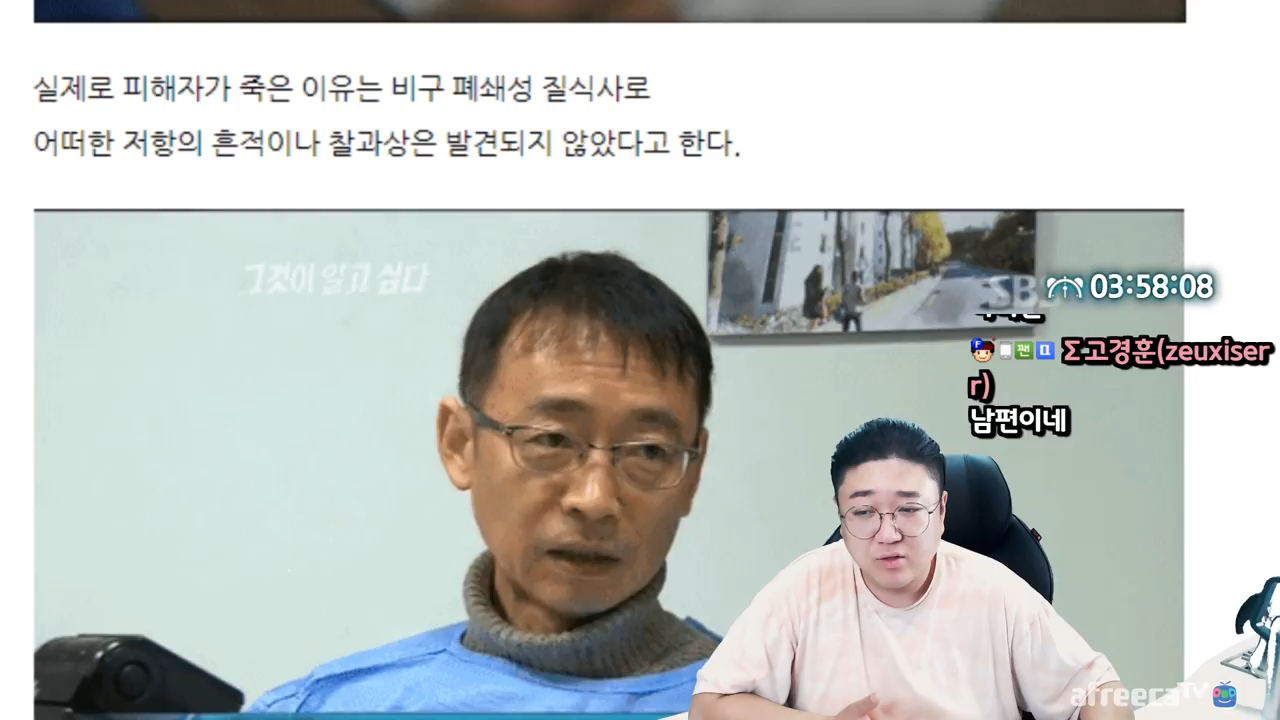 실제로 피해자가 죽은 이유는 비구 폐쇄성 질식사로
어떠한 저항의 흔적이나 찰과상은 발견되지 않았다고 한다.
그것이 알고 싶다
SB
03:58:08
F 팬
Σ고경훈(zeuxiser
r)
남편이네
afreecaTV